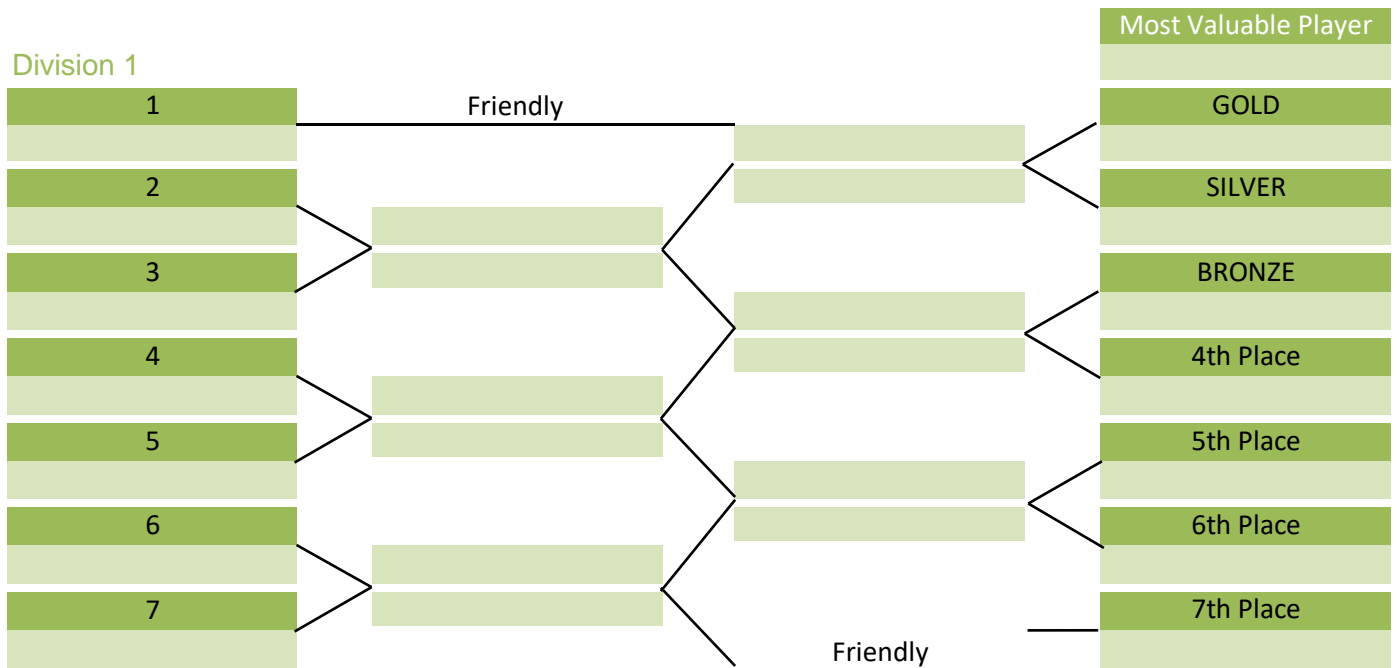 Most Valuable Player
Division 1
1
Friendly
GOLD
2
SILVER
3
BRONZE
4
4th Place
5
5th Place
6
6th Place
7
7th Place
Friendly